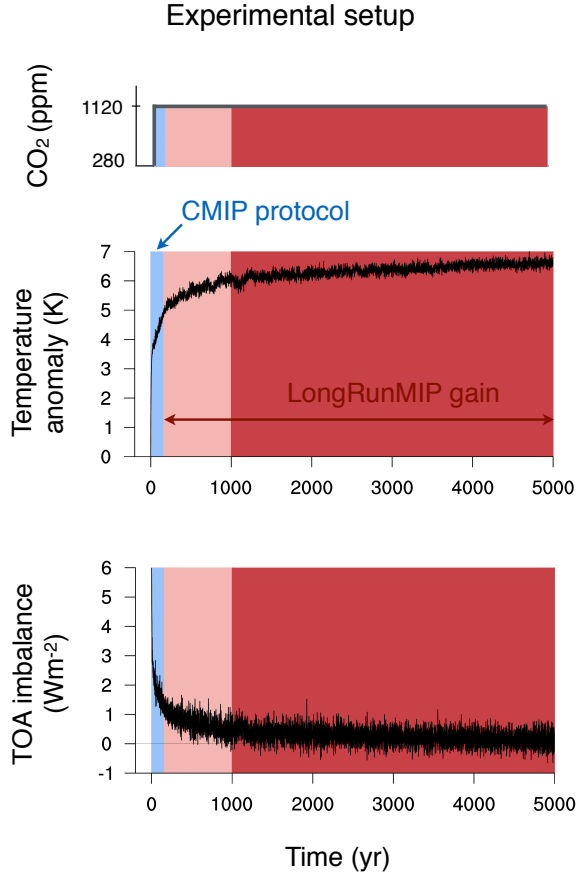 Experimental setup
CO₂ (ppm)
1120
280
CMIP protocol
Temperature
anomaly (K)
7
6
5
4
3
2
1
0
LongRunMIP gain
0 1000 2000 3000 4000 5000
TOA imbalance
(Wm-2)
6
5
4
3
2
1
0
-1
0 1000 2000 3000 4000 5000
Time (yr)